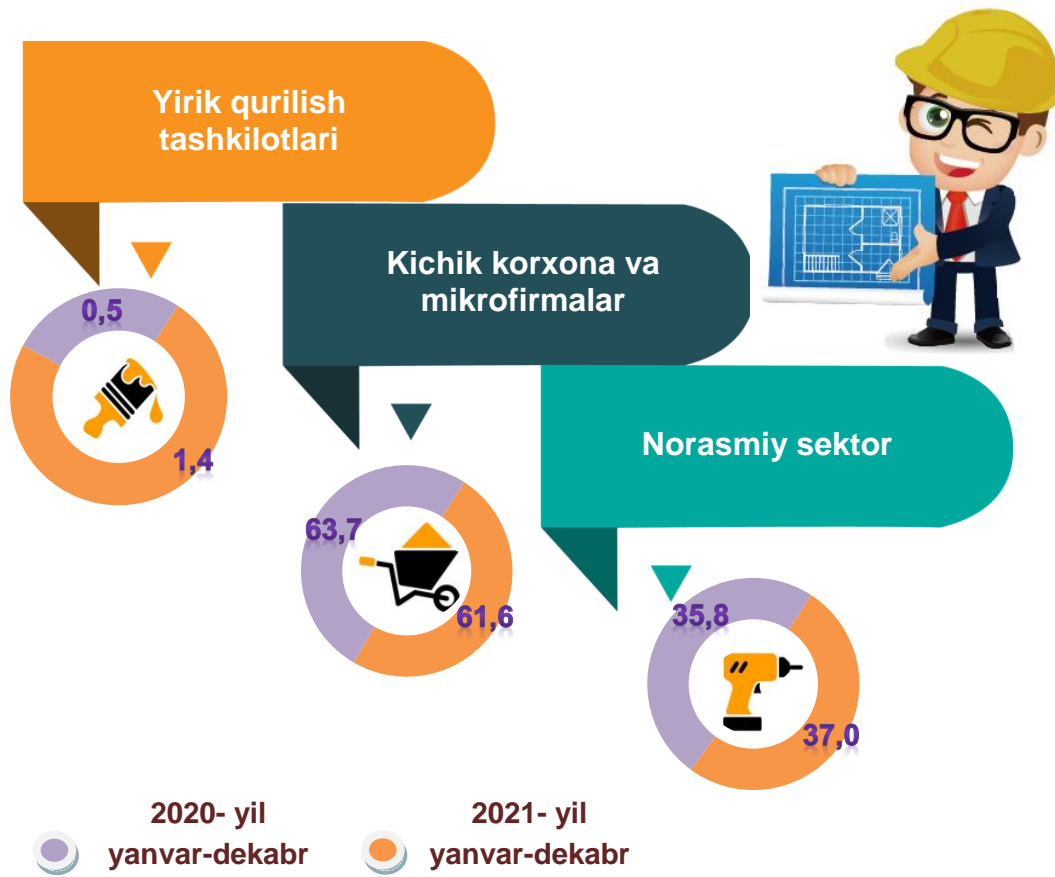 Yirik qurilish
tashkilotlari
0,5
1,4
Kichik korxona va
mikrofirmalar
63,7
61,6
Norasmiy sektor
35,8
37,0
2020- yil
yanvar-dekabr
2021- yil
yanvar-dekabr